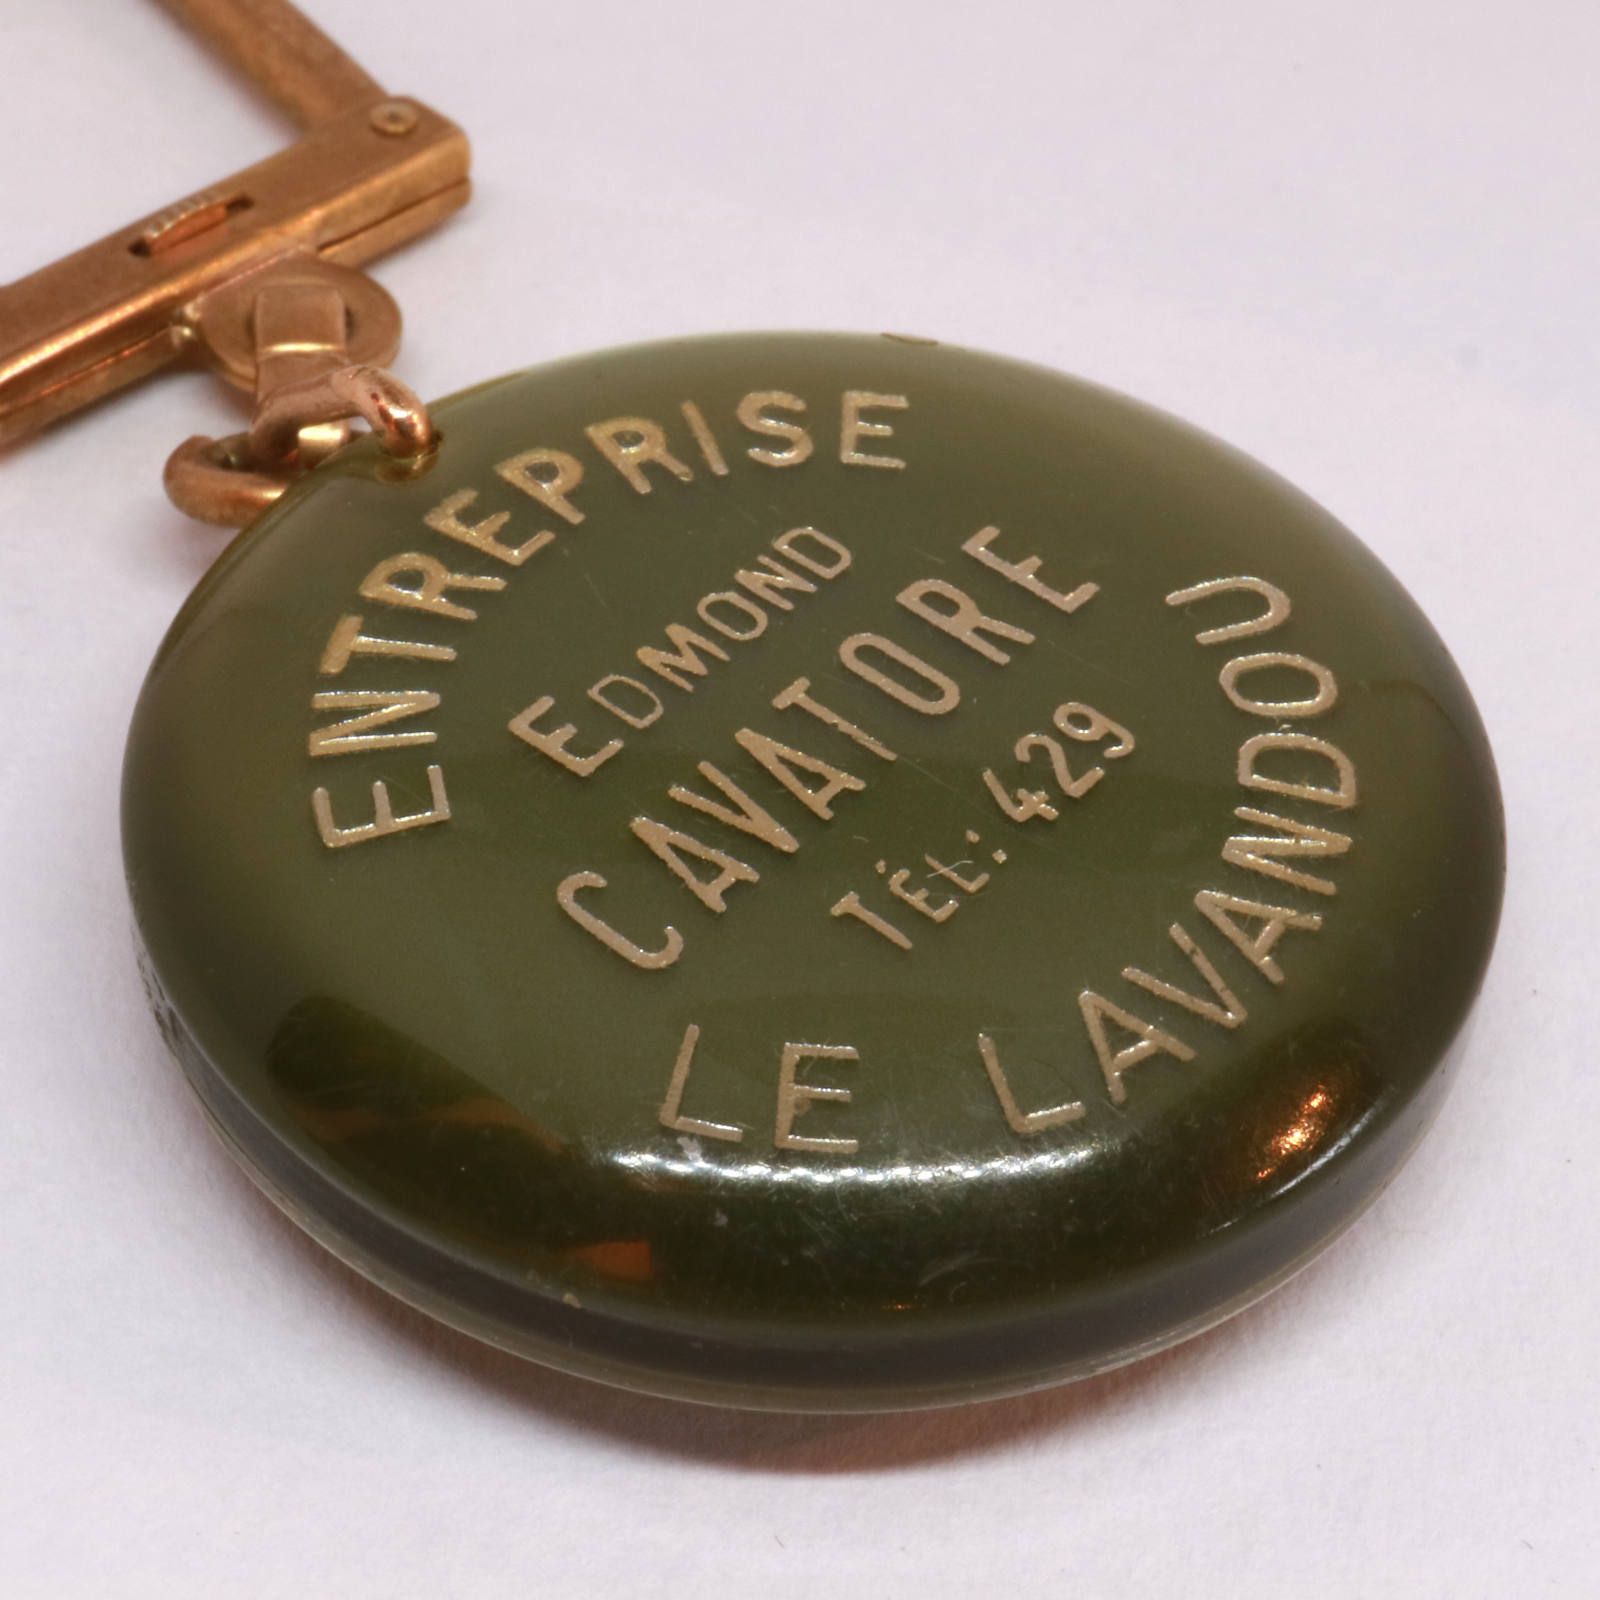 ENTREPRISE
EDMOND
CAVATORE
TÉL: 429
LE LAVANDOU